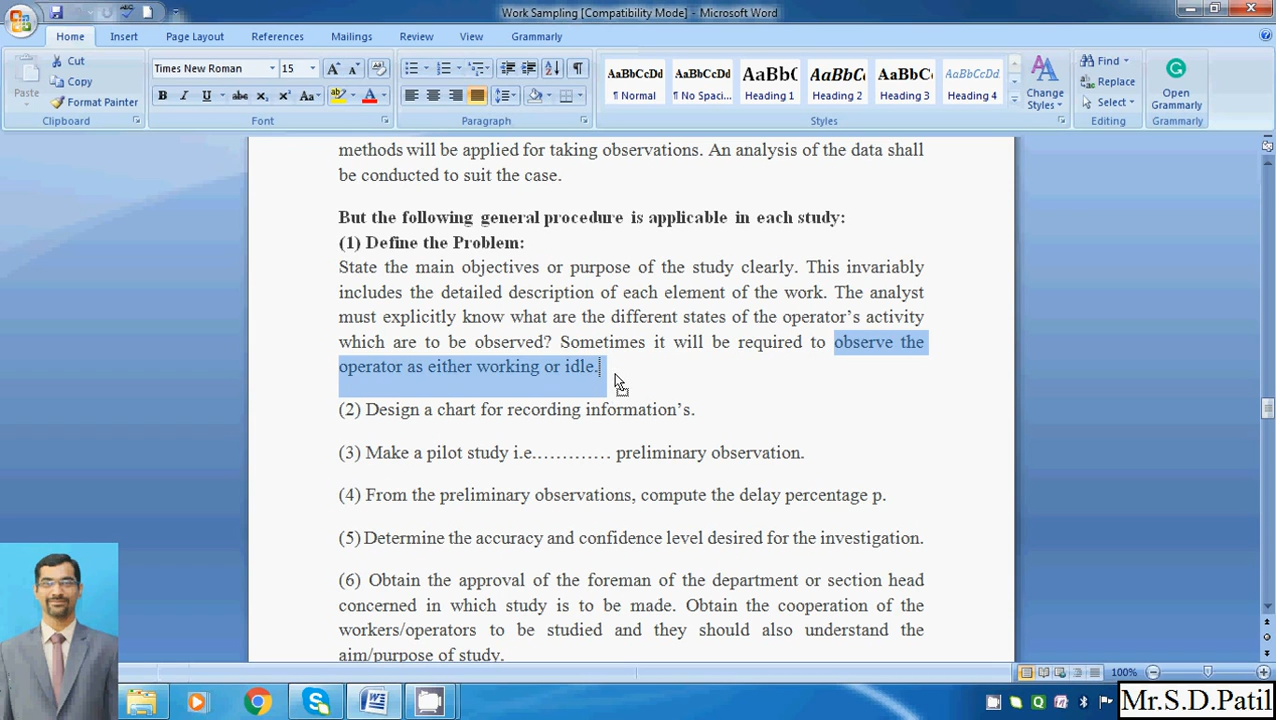 Work Sampling [Compatibility Mode] - Microsoft Word
Home Insert Page Layout References Mailings Review View Grammarly
Paste
Cut
Copy
Format Painter
Clipboard
Times New Roman 15
Font
Paragraph
AaBbCcDd AaBbCcDd AaBbC AaBbCc AaBbCc AaBbCcDd
¶ Normal ¶ No Spaci... Heading 1 Heading 2 Heading 3 Heading 4
Change Styles
Styles
Find
Replace
Select
Editing
Open Grammarly
Grammarly
methods will be applied for taking observations. An analysis of the data shall
be conducted to suit the case.
But the following general procedure is applicable in each study:
(1) Define the Problem:
State the main objectives or purpose of the study clearly. This invariably
includes the detailed description of each element of the work. The analyst
must explicitly know what are the different states of the operator’s activity
which are to be observed? Sometimes it will be required to observe the
operator as either working or idle.
(2) Design a chart for recording information’s.
(3) Make a pilot study i.e………… preliminary observation.
(4) From the preliminary observations, compute the delay percentage p.
(5) Determine the accuracy and confidence level desired for the investigation.
(6) Obtain the approval of the foreman of the department or section head
concerned in which study is to be made. Obtain the cooperation of the
workers/operators to be studied and they should also understand the
aim/purpose of study.
100%
Mr.S.D.Patil